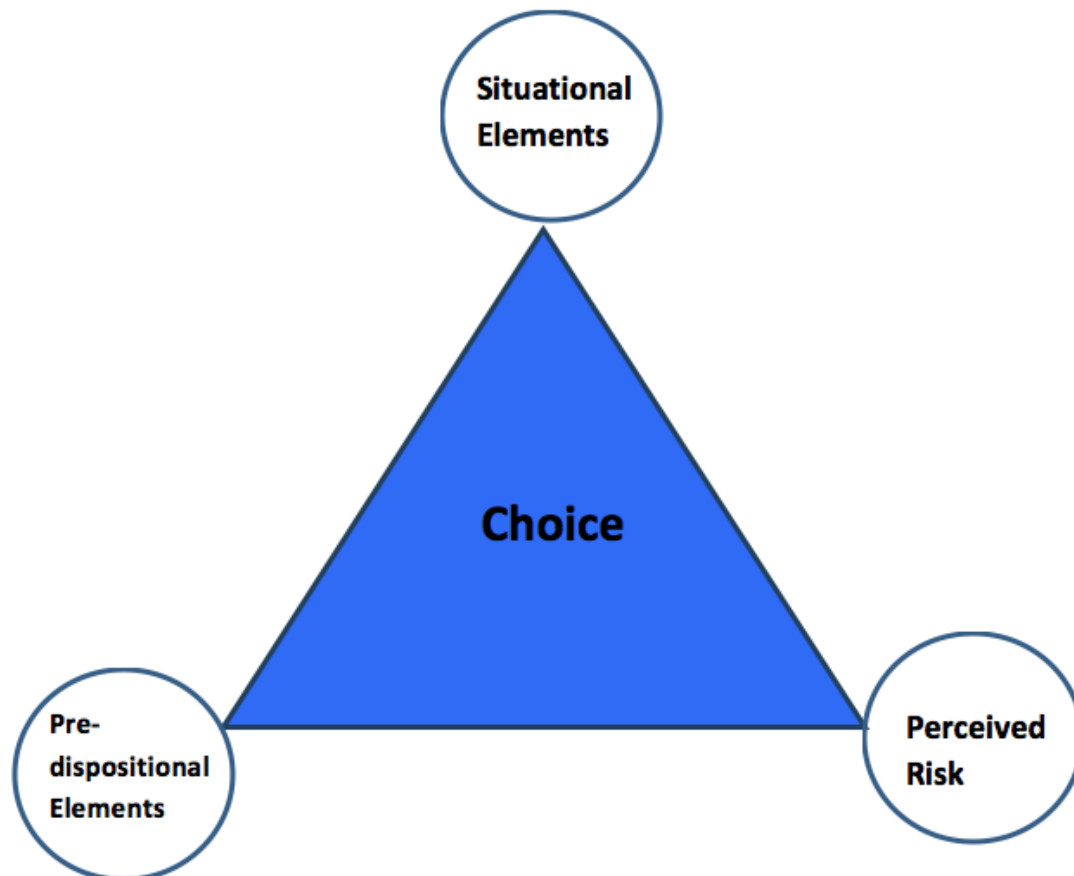 Situational
Elements
Choice
Pre-
dispositional
Elements
Perceived
Risk